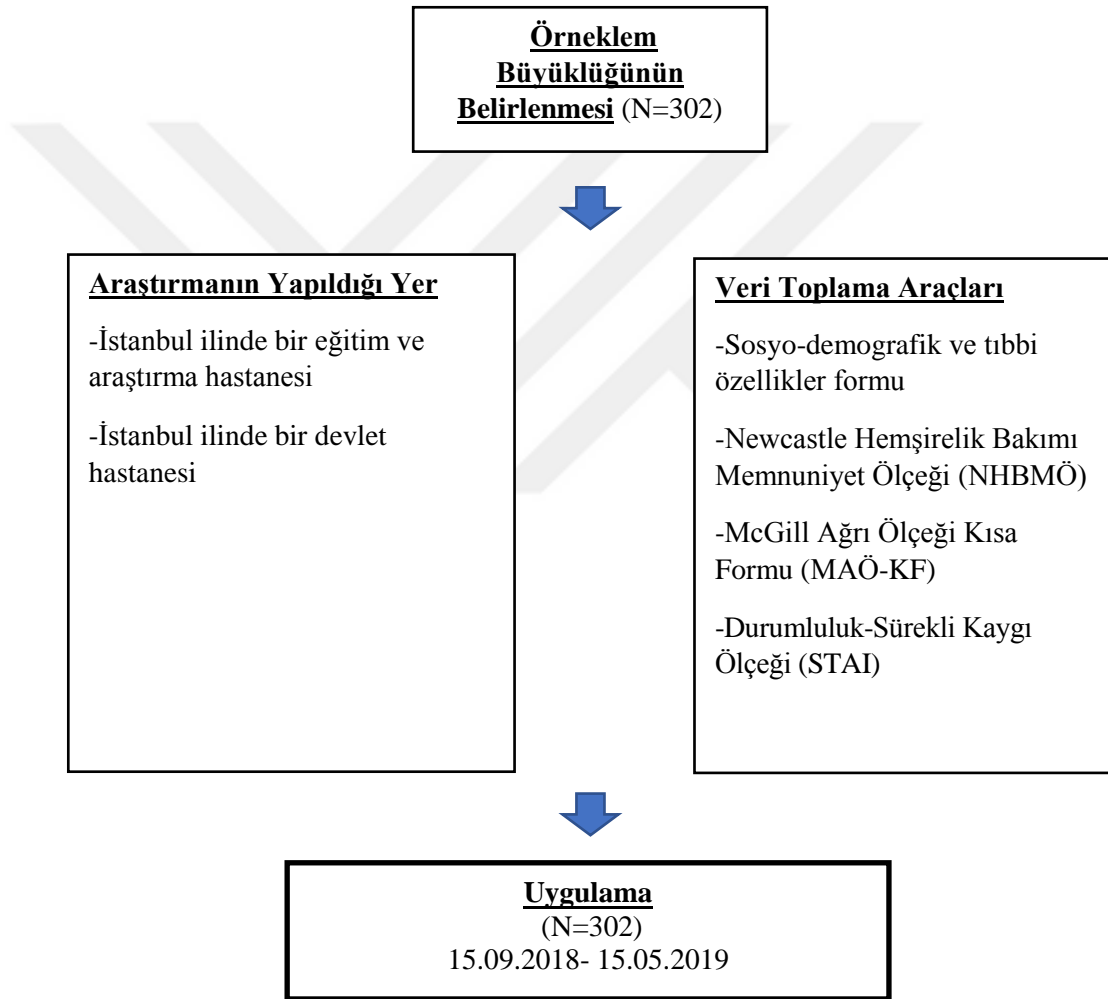 Örneklem
Büyüklüğünün
Belirlenmesi (N=302)
Araştırmanın Yapıldığı Yer
-İstanbul ilinde bir eğitim ve
araştırma hastanesi
-İstanbul ilinde bir devlet
hastanesi
Veri Toplama Araçları
-Sosyo-demografik ve tıbbi
özellikler formu
-Newcastle Hemşirelik Bakımı
Memnuniyet Ölçeği (NHBMÖ)
-McGill Ağrı Ölçeği Kısa
Formu (MAÖ-KF)
-Durumluluk-Sürekli Kaygı
Ölçeği (STAI)
Uygulama
(N=302)
15.09.2018- 15.05.2019